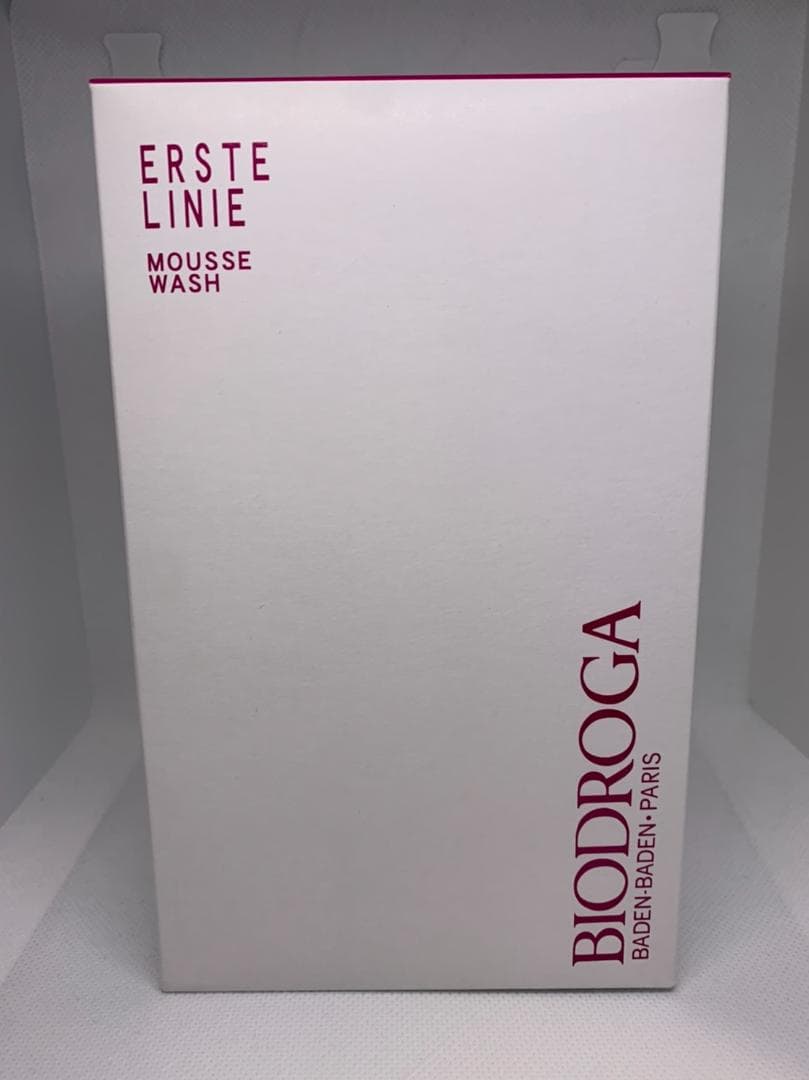 ERSTE
LINIE
MOUSSE
WASH
BIODROGA
BADEN-BADEN•PARIS